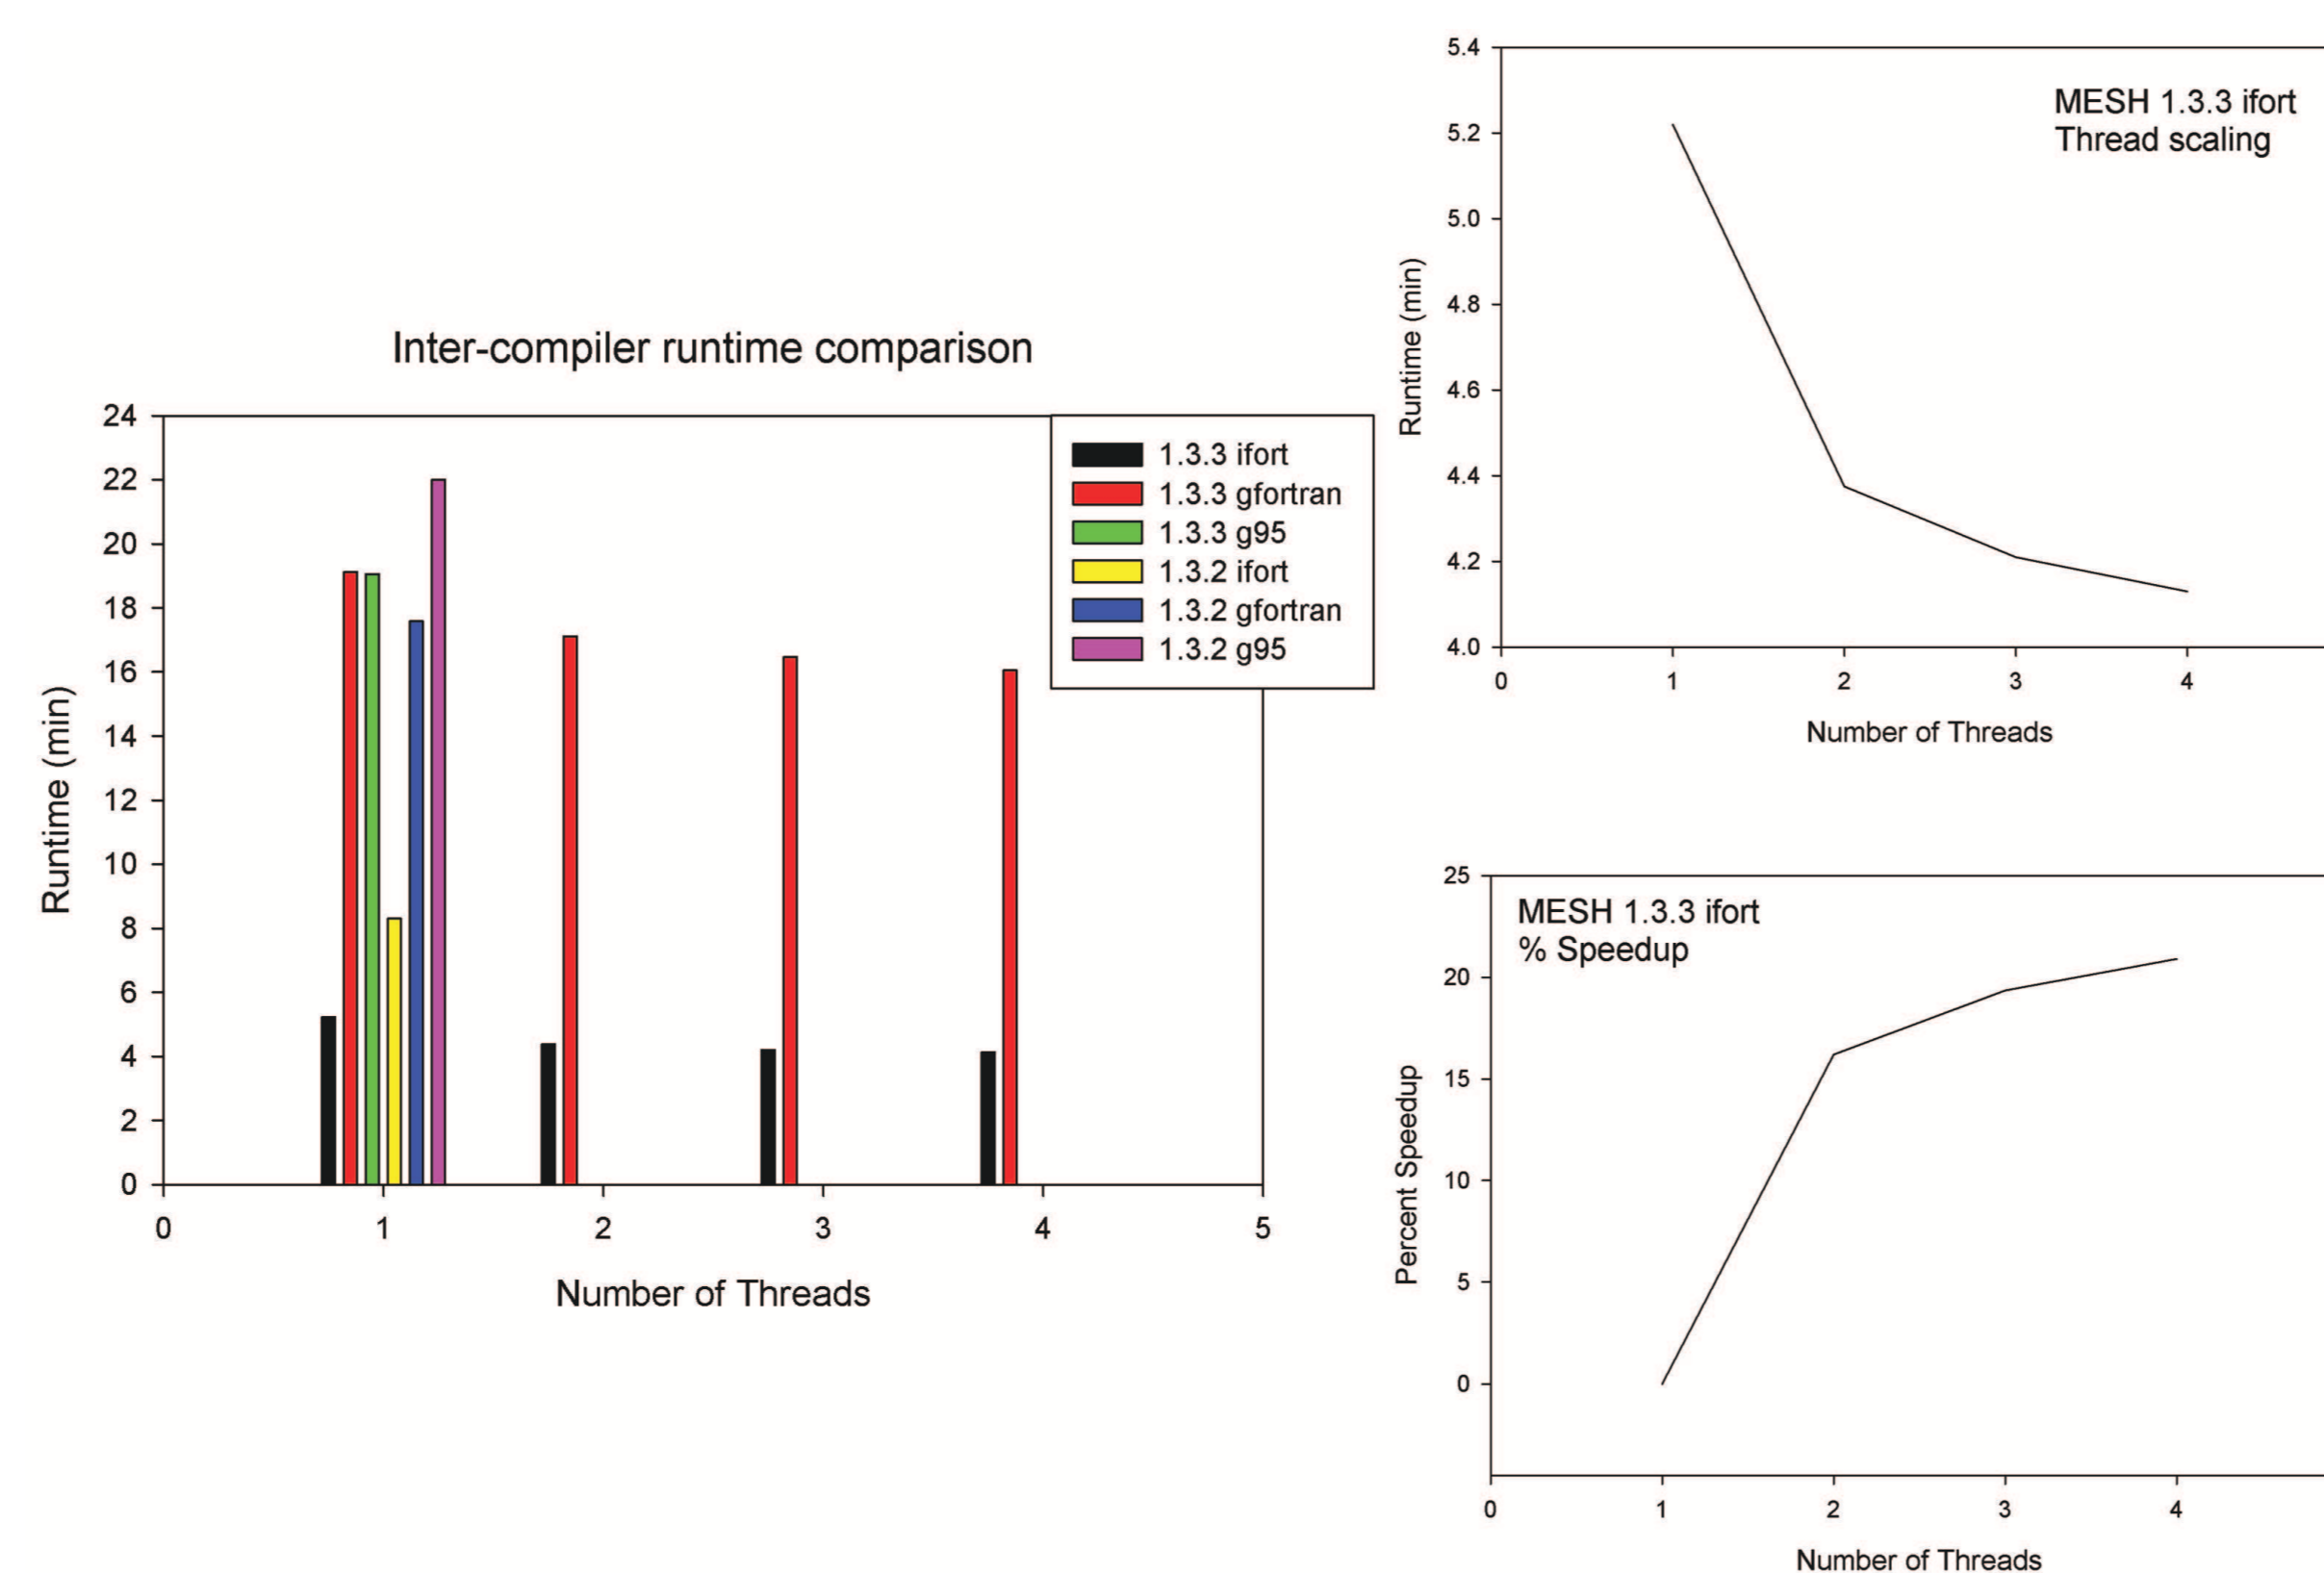 Inter-compiler runtime comparison
24
22
20
18
16
14
12
10
8
6
4
2
0
Runtime (min)
0 1 2 3 4 5
Number of Threads
1.3.3 ifort
1.3.3 gfortran
1.3.3 g95
1.3.2 ifort
1.3.2 gfortran
1.3.2 g95
MESH 1.3.3 ifort
Thread scaling
5.4
5.2
5.0
4.8
4.6
4.4
4.2
4.0
Runtime (min)
0 1 2 3 4
Number of Threads
MESH 1.3.3 ifort
% Speedup
25
20
15
10
5
0
Percent Speedup
0 1 2 3 4
Number of Threads